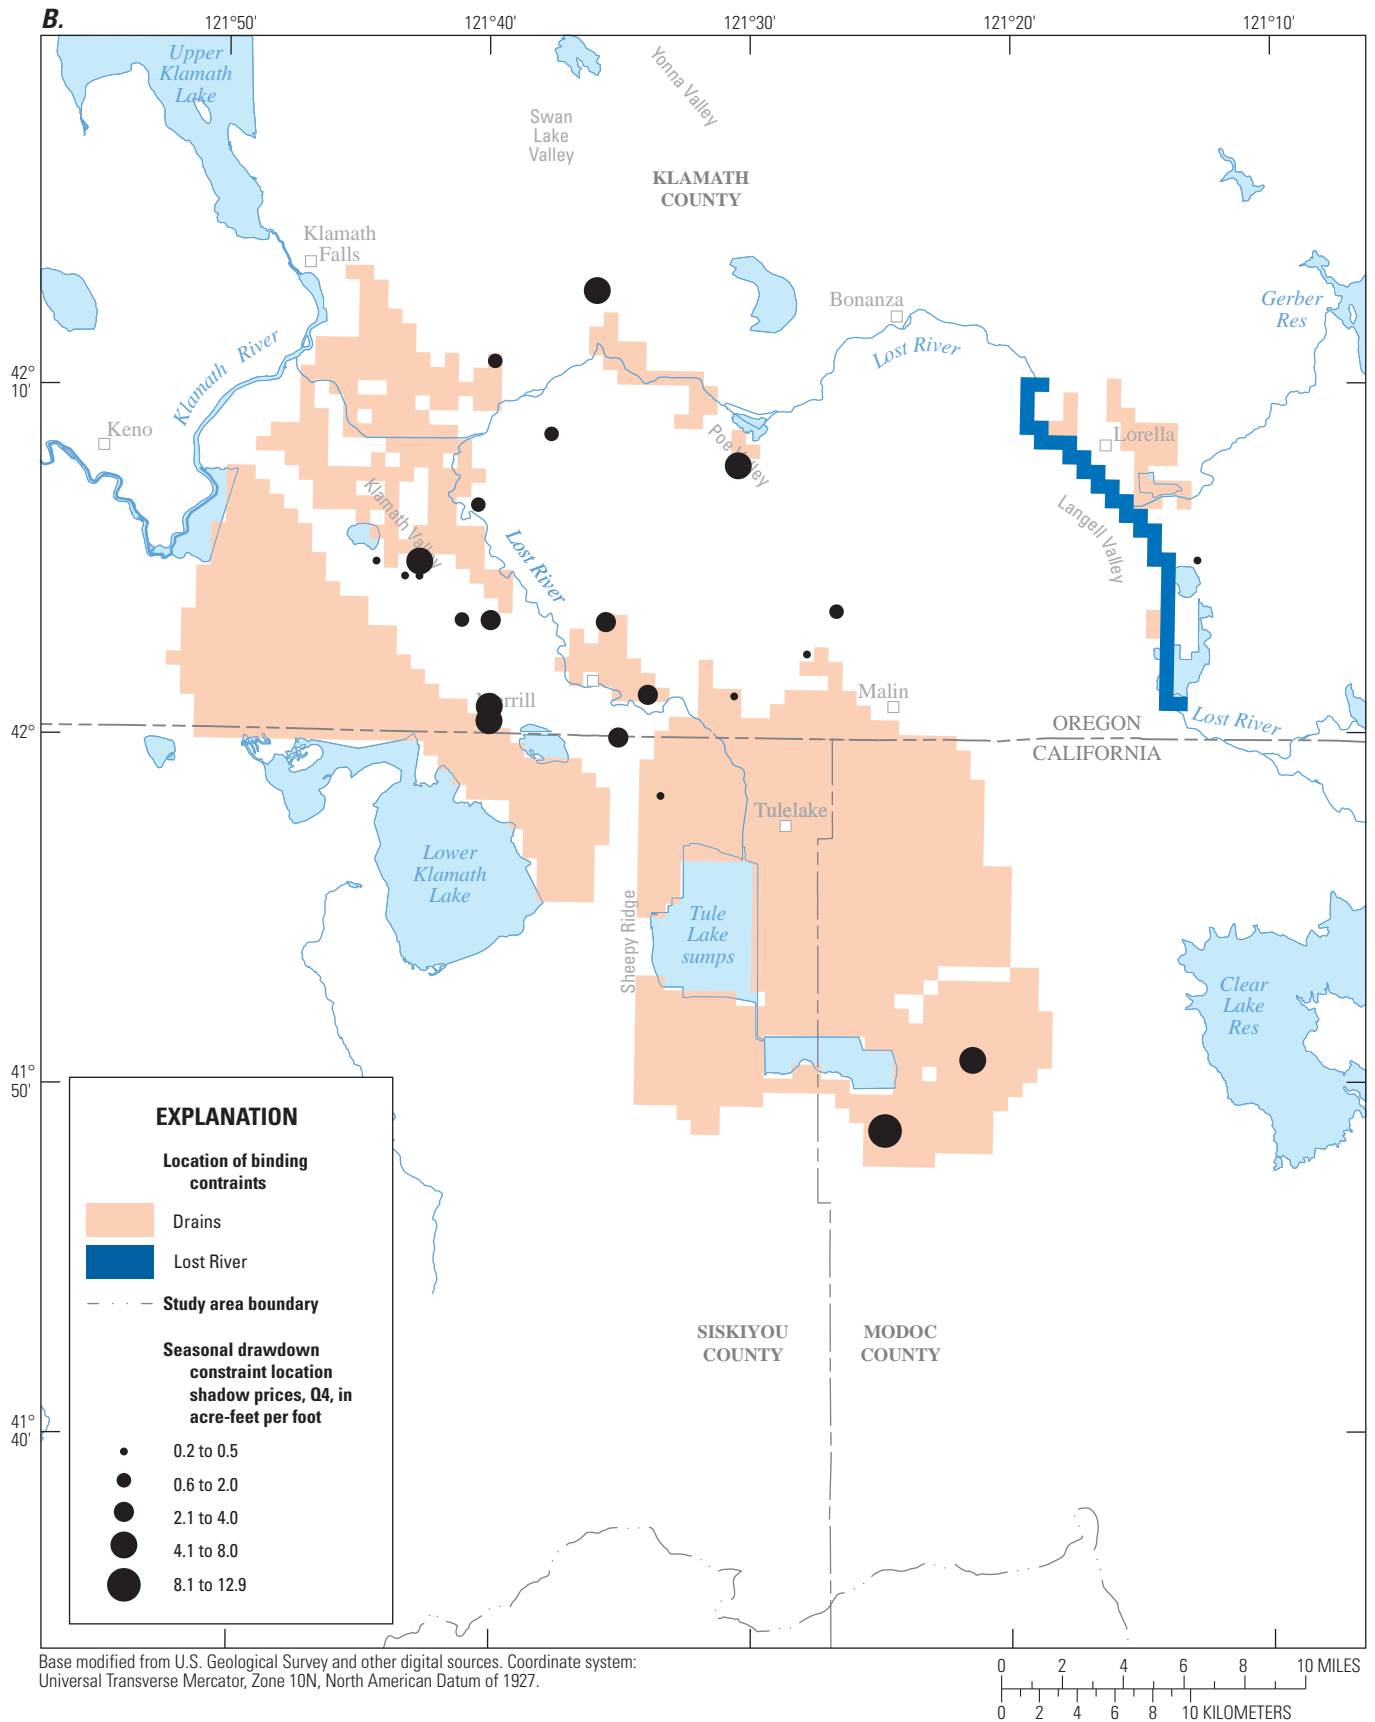 B.
121°50'
121°40'
121°30'
121°20'
121°10'
Upper
Klamath
Lake
Yonna Valley
Swan
Lake
Valley
KLAMATH
COUNTY
Klamath
Falls
Gerber
Res
Bonanza
Klamath River
Lost River
42°
10'
Keno
Lorella
Poe Valley
Klamath Valley
Langell Valley
Lost River
Malin
rrill
Lost River
42°
OREGON
CALIFORNIA
Tulelake
Lower
Klamath
Lake
Sheepy Ridge
Tule
Lake
sumps
Clear
Lake
Res
41°
50'
EXPLANATION
Location of binding
contraints
Drains
Lost River
Study area boundary
Seasonal drawdown
constraint location
shadow prices, Q4, in
acre-feet per foot
0.2 to 0.5
0.6 to 2.0
2.1 to 4.0
4.1 to 8.0
8.1 to 12.9
SISKIYOU
COUNTY
MODOC
COUNTY
41°
40'
Base modified from U.S. Geological Survey and other digital sources. Coordinate system:
Universal Transverse Mercator, Zone 10N, North American Datum of 1927.
0 2 4 6 8 10 MILES
0 2 4 6 8 10 KILOMETERS